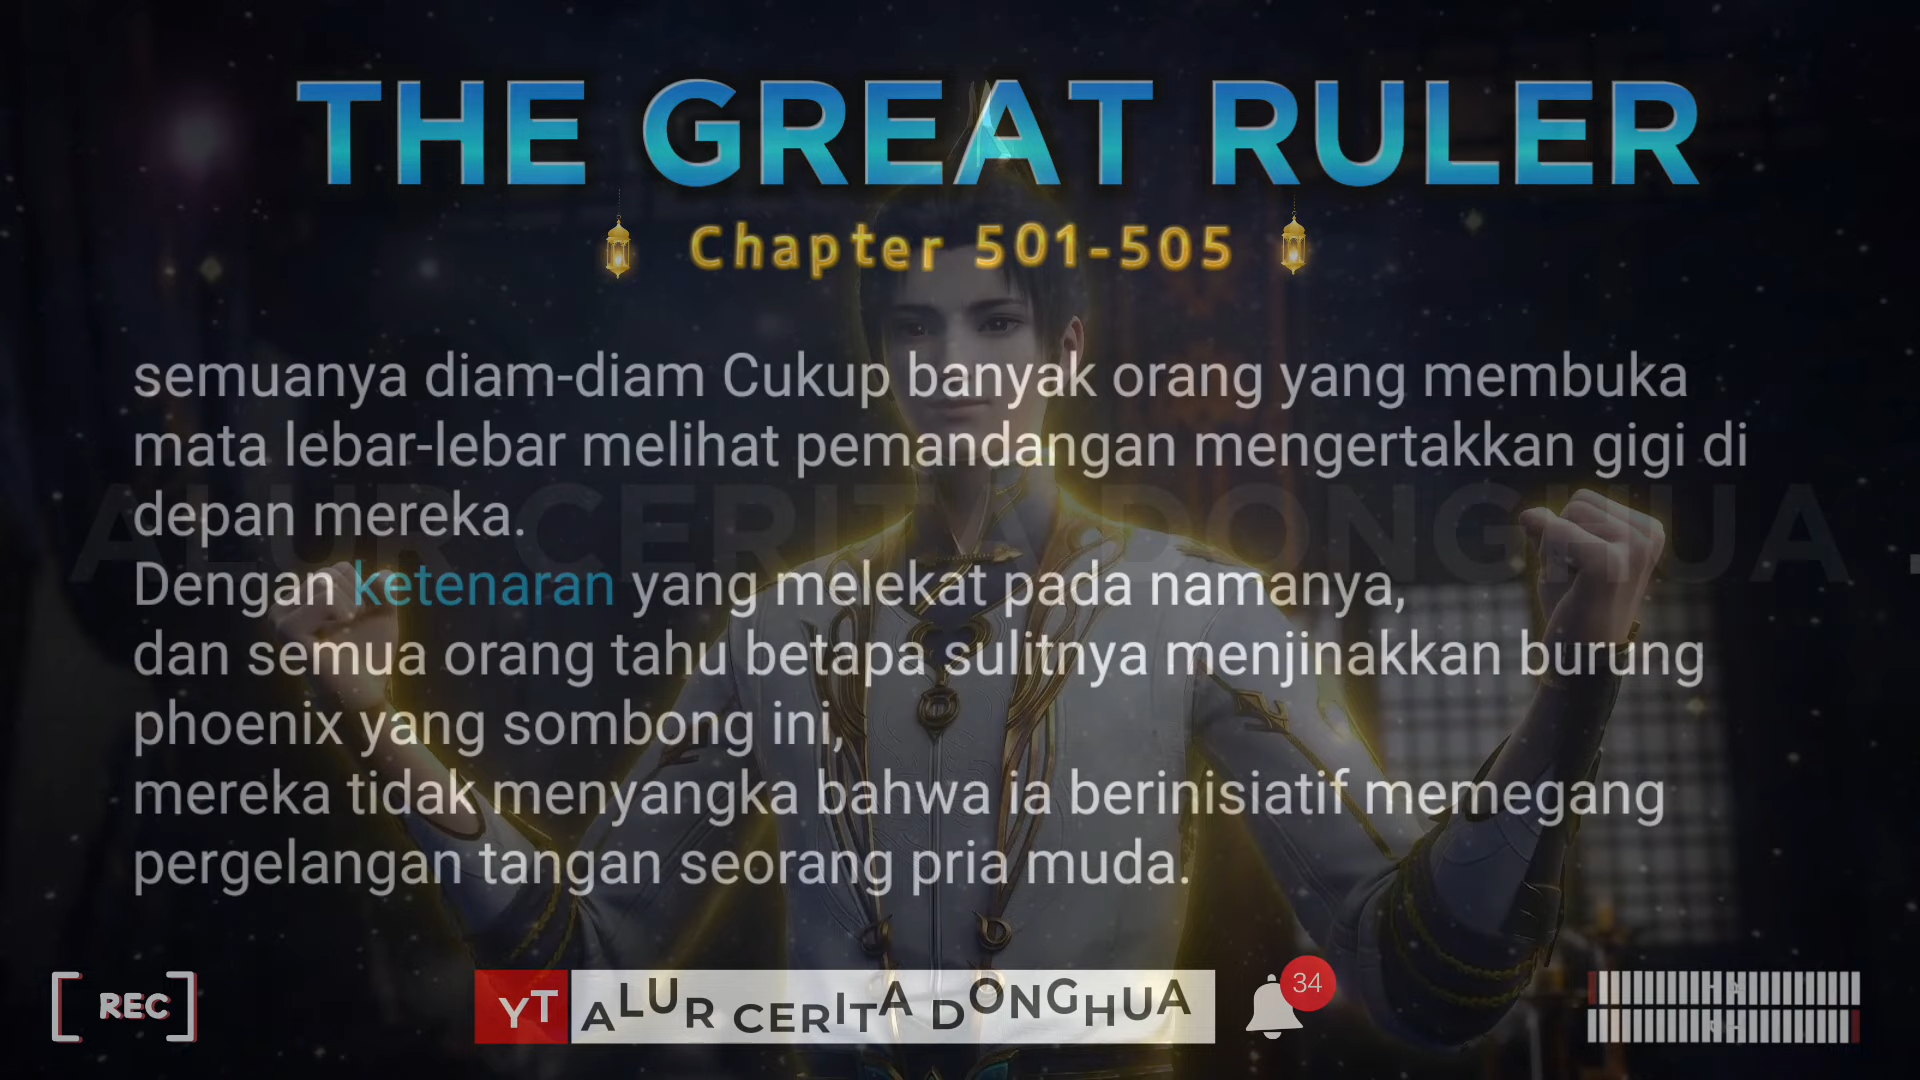 THE GREAT RULER
Chapter 501-505
semuanya diam-diam Cukup banyak orang yang membuka
mata lebar-lebar melihat pemandangan mengertakkan gigi di
depan mereka.
ALUR CERITA DONGHUA
Dengan ketenaran yang melekat pada namanya,
dan semua orang tahu betapa sulitnya menjinakkan burung
phoenix yang sombong ini,
mereka tidak menyangka bahwa ia berinisiatif memegang
pergelangan tangan seorang pria muda.
REC
YT ALUR CERITA DONGHUA
34